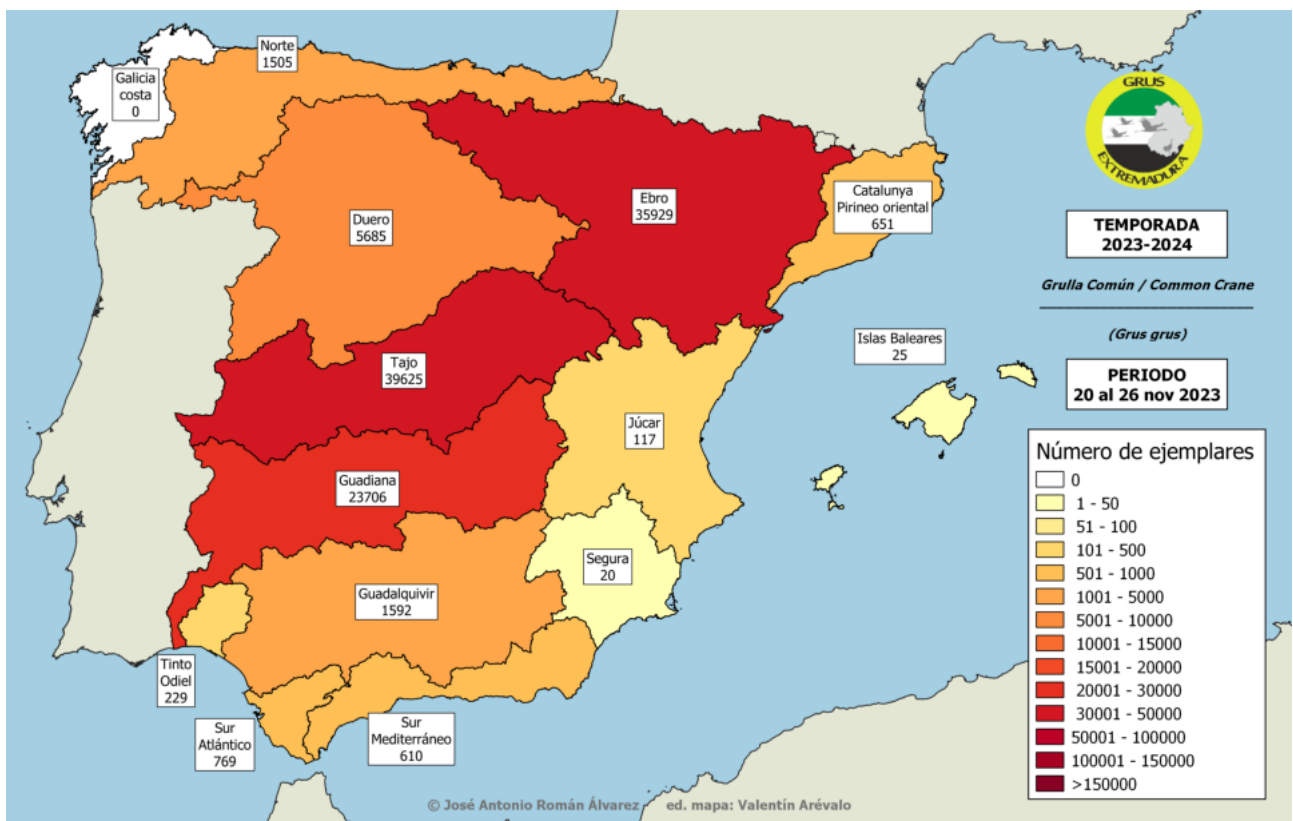 Norte
1505
Galicia
costa
0
Duero
5685
Ebro
35929
Catalunya
Pirineo oriental
651
Tajo
39625
Guadiana
23706
Júcar
117
Segura
20
Guadalquivir
1592
Tinto
Odiel
229
Sur
Atlántico
769
Sur
Mediterráneo
610
Islas Baleares
25
GRUS
EXTREMADURA
TEMPORADA
2023-2024
Grulla Común / Common Crane
(Grus grus)
PERIODO
20 al 26 nov 2023
Número de ejemplares
0
1 - 50
51 - 100
101 - 500
501 - 1000
1001 - 5000
5001 - 10000
10001 - 15000
15001 - 20000
20001 - 30000
30001 - 50000
50001 - 100000
100001 - 150000
>150000
© José Antonio Román Álvarez ed. mapa: Valentín Arévalo